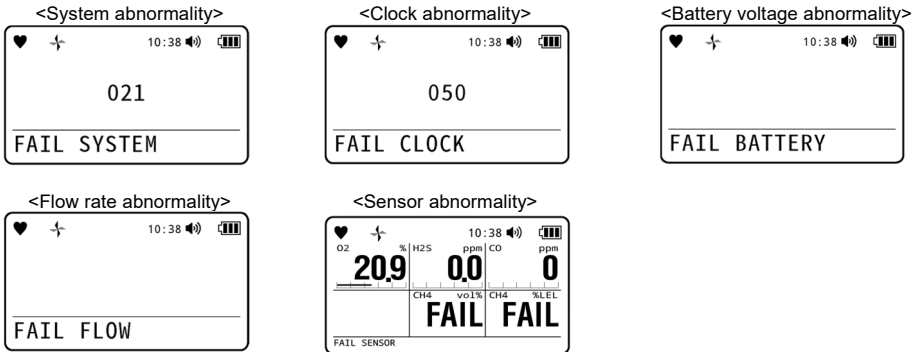 <System abnormality>
10:38
021
FAIL SYSTEM
<Clock abnormality>
10:38
050
FAIL CLOCK
<Battery voltage abnormality>
10:38
FAIL BATTERY
<Flow rate abnormality>
10:38
FAIL FLOW
<Sensor abnormality>
10:38
O2 % H2S ppm CO ppm
20.9 0.0 0
CH4 vol% CH4 %LEL
FAIL FAIL
FAIL SENSOR